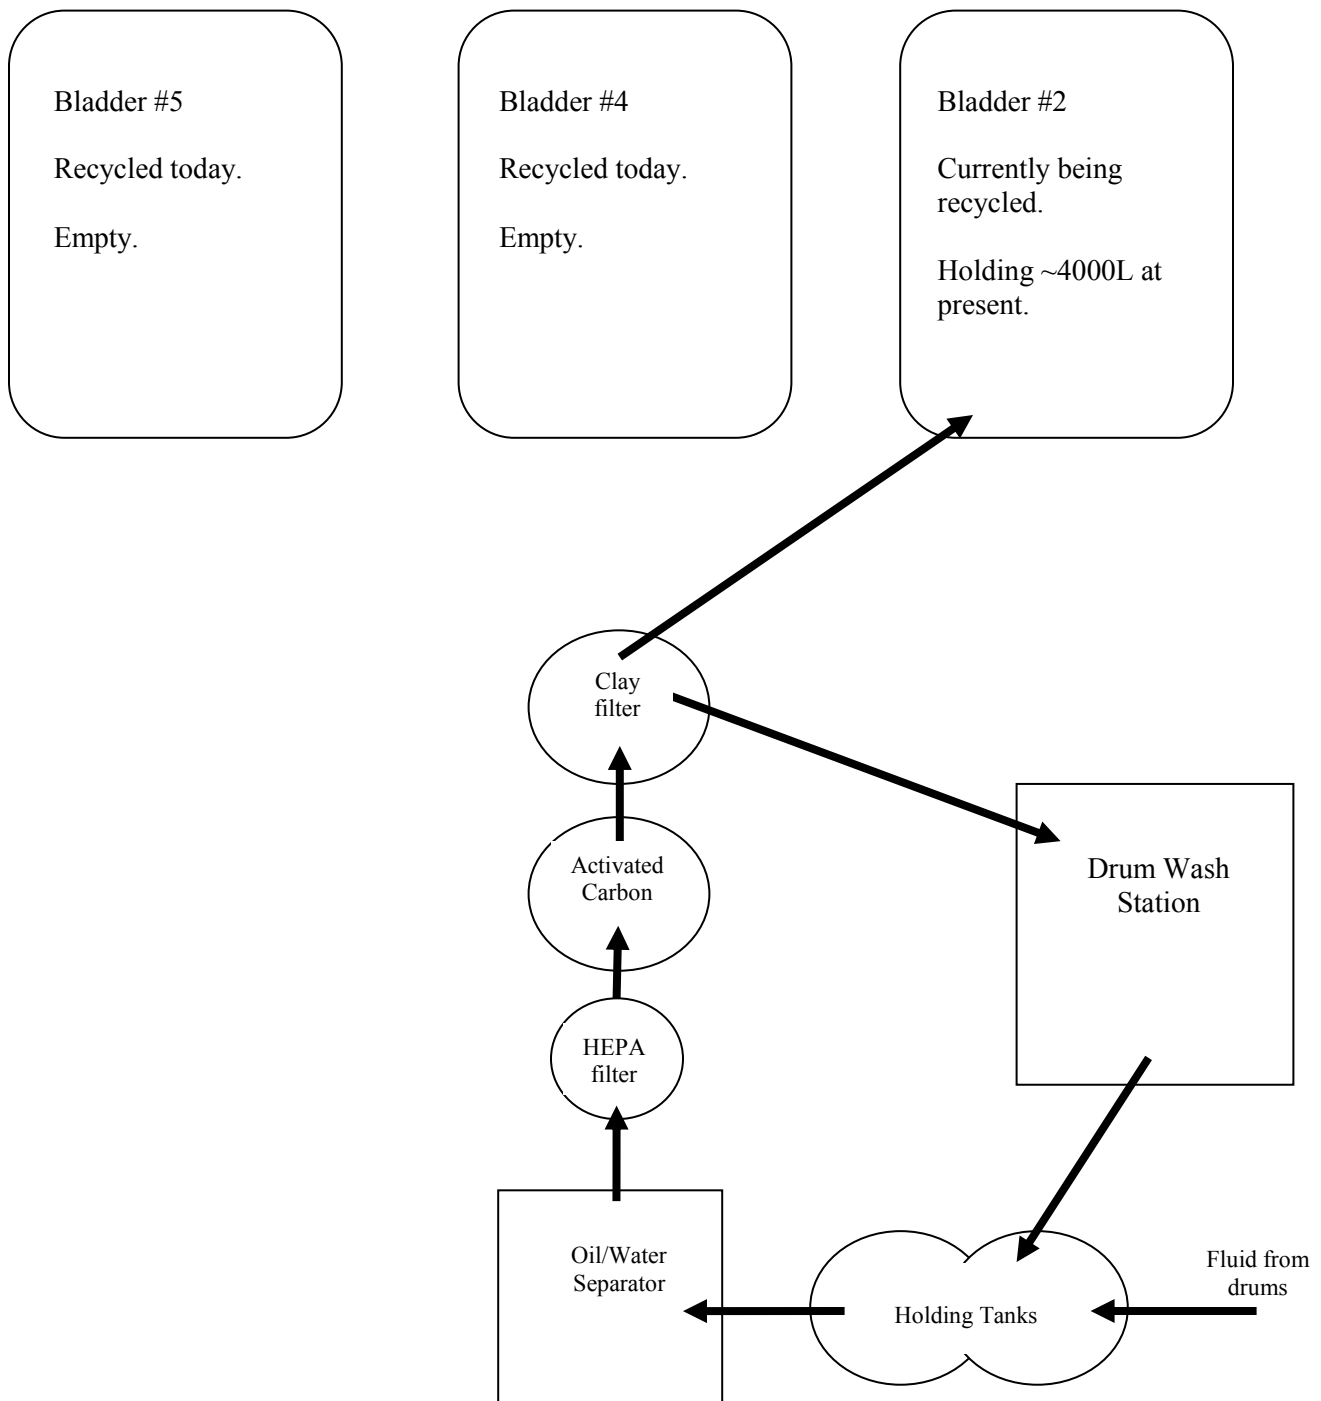 Bladder #5
Recycled today.
Empty.
Bladder #4
Recycled today.
Empty.
Bladder #2
Currently being
recycled.
Holding ~4000L at
present.
Clay
filter
Activated
Carbon
Drum Wash
Station
HEPA
filter
Oil/Water
Separator
Holding Tanks
Fluid from
drums